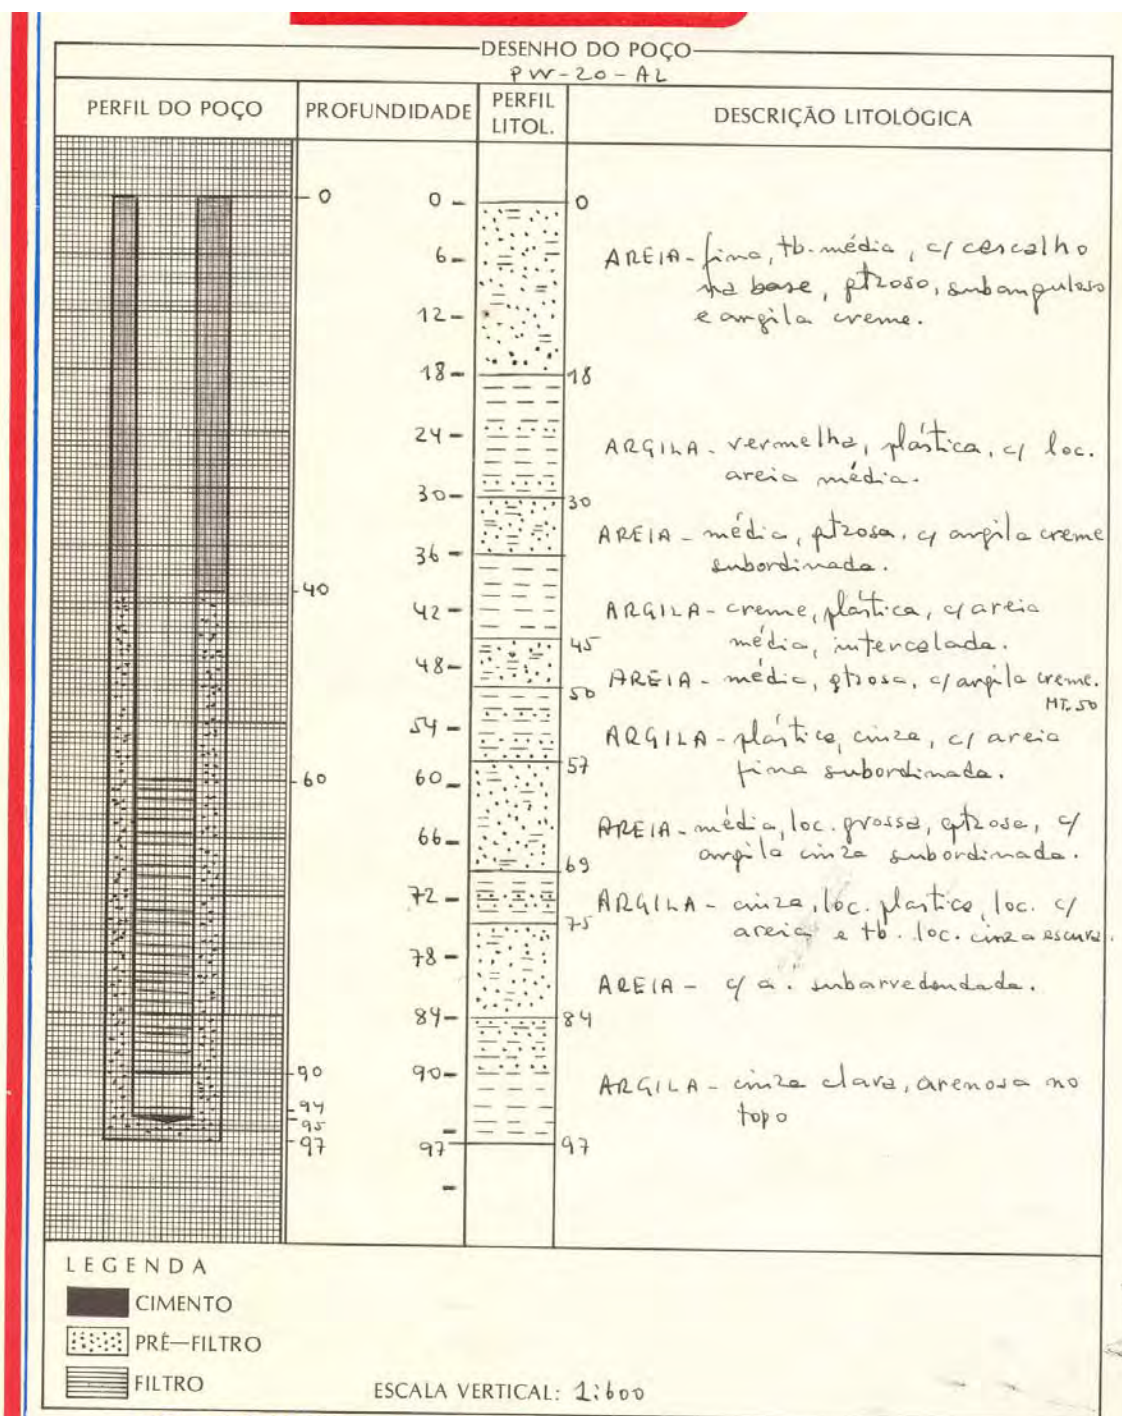 DESENHO DO POÇO
PW-20-AL
PERFIL DO POÇO
PROFUNDIDADE
PERFIL
LITOL.
DESCRIÇÃO LITOLÓGICA
0
40
60
90
94
95
97
0
6
12
18
24
30
36
42
48
54
60
66
72
78
84
90
97
0
18
30
45
50
57
69
75
84
97
AREIA - fina, tb. média, c/ cascalho
na base, qtzoso, subanguloso
e argila creme.
ARGILA - vermelha, plástica, c/ loc.
areia média.
AREIA - média, qtzosa, c/ argila creme
subordinada.
ARGILA - creme, plástica, c/ areia
média, intercalada.
AREIA - média, qtzosa, c/ argila creme.
MT.50
ARGILA - plástica, cinza, c/ areia
fina subordinada.
AREIA - média, loc. grossa, qtzosa, c/
argila cinza subordinada.
ARGILA - cinza, loc. plastica, loc. c/
areia e tb. loc. cinza escura.
AREIA - c/ a. subarredondada.
ARGILA - cinza clara, arenosa no
topo
LEGENDA
CIMENTO
PRÉ—FILTRO
FILTRO
ESCALA VERTICAL: 1:600